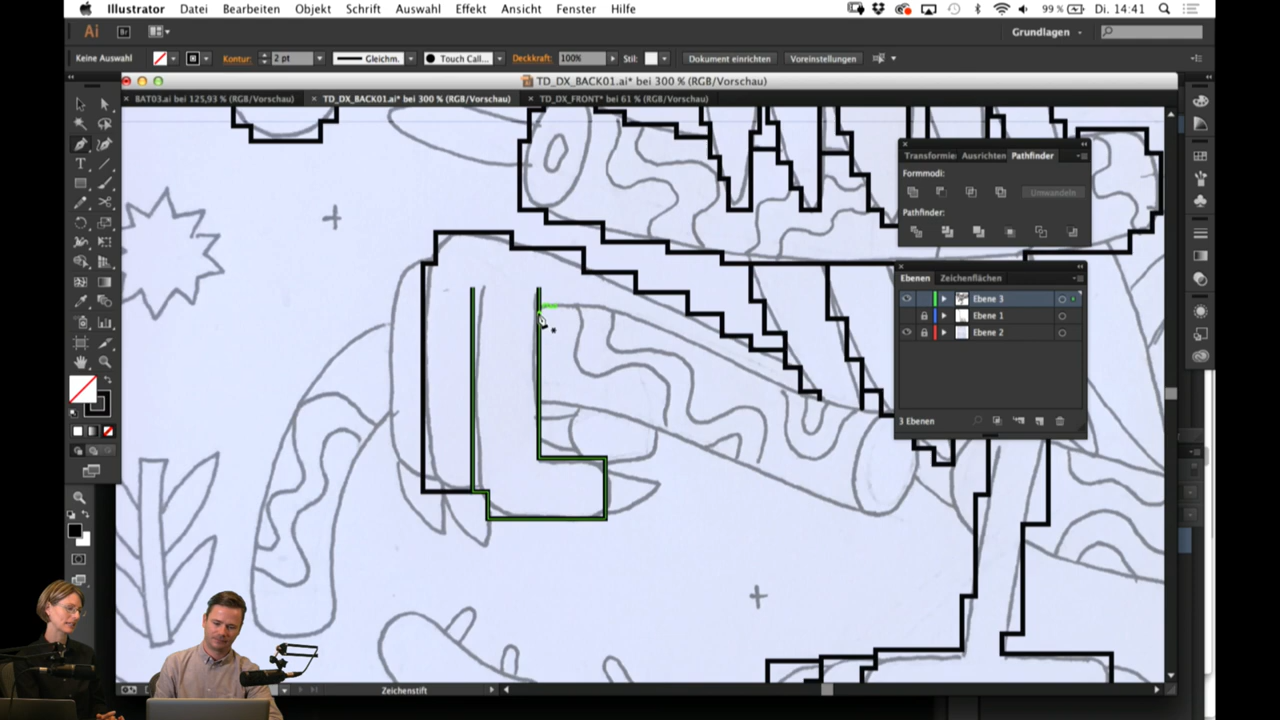 Illustrator Datei Bearbeiten Objekt Schrift Auswahl Effekt Ansicht Fenster Hilfe 99 % Di. 14:41
Ai Br Grundlagen
Keine Auswahl Kontur: 2 pt Gleichm. Touch Call... Deckkraft: 100% Stil: Dokument einrichten Voreinstellungen
TD_DX_BACK01.ai* bei 300 % (RGB/Vorschau)
BAT03.ai bei 125,93 % (RGB/Vorschau) TD_DX_BACK01.ai* bei 300 % (RGB/Vorschau) TD_DX_FRONT* bei 61 % (RGB/Vorschau)
Transformie Ausrichten Pathfinder
Formmodi:
Umwandeln
Pathfinder:
Ebenen Zeichenflächen
Ebene 3
Ebene 1
Ebene 2
3 Ebenen
Zeichenstift